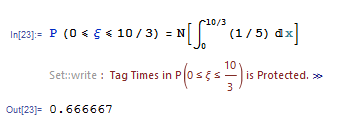 In[23]:= P (0 ≤ ξ ≤ 10 / 3) = N[∫₀^(10/3) (1 / 5) ⅆx]
Set::write : Tag Times in P(0 ≤ ξ ≤ 10/3) is Protected. ≫
Out[23]= 0.666667